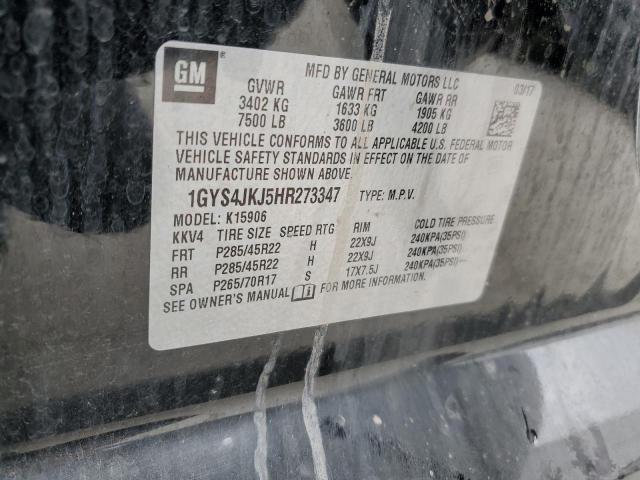 GM
MFD BY GENERAL MOTORS LLC
03/17
GVWR GAWR FRT GAWR RR
3402 KG 1633 KG 1905 KG
7500 LB 3600 LB 4200 LB
THIS VEHICLE CONFORMS TO ALL APPLICABLE U.S. FEDERAL MOTOR
VEHICLE SAFETY STANDARDS IN EFFECT ON THE DATE OF
MANUFACTURE SHOWN ABOVE.
1GYS4JKJ5HR273347 TYPE: M.P.V.
MODEL: K15906
KKV4 TIRE SIZE SPEED RTG RIM COLD TIRE PRESSURE
FRT P285/45R22 H 22X9J 240KPA(35PSI)
RR P285/45R22 H 22X9J 240KPA(35PSI)
SPA P265/70R17 S 17X7.5J 240KPA(35PSI)
SEE OWNER'S MANUAL FOR MORE INFORMATION.